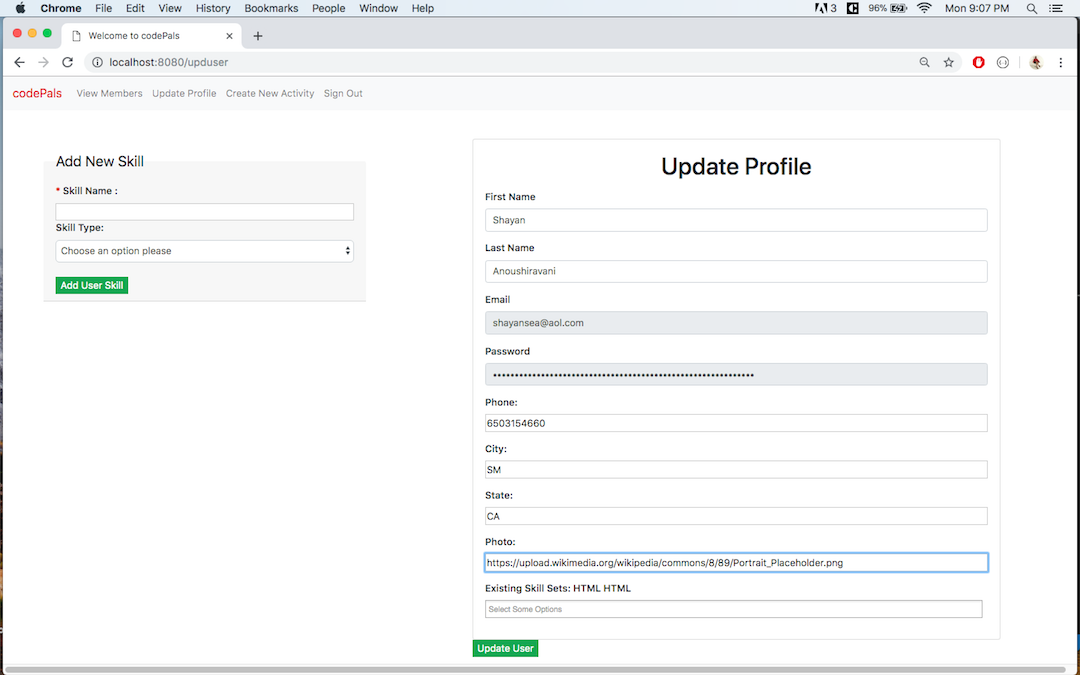 Chrome File Edit View History Bookmarks People Window Help 3 96% Mon 9:07 PM
Welcome to codePals
localhost:8080/upduser
codePals View Members Update Profile Create New Activity Sign Out
Add New Skill
* Skill Name :
Skill Type:
Choose an option please
Add User Skill
Update Profile
First Name
Shayan
Last Name
Anoushiravani
Email
shayansea@aol.com
Password
Phone:
6503154660
City:
SM
State:
CA
Photo:
https://upload.wikimedia.org/wikipedia/commons/8/89/Portrait_Placeholder.png
Existing Skill Sets: HTML HTML
Select Some Options
Update User